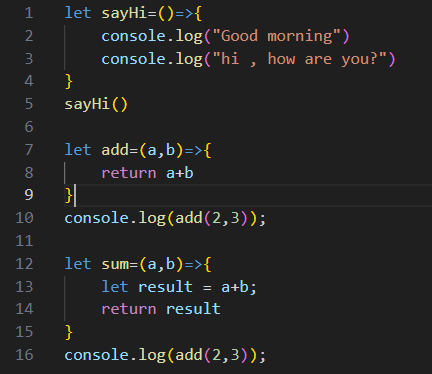 1 let sayHi=()=>{
2     console.log("Good morning")
3     console.log("hi , how are you?")
4 }
5 sayHi()
6
7 let add=(a,b)=>{
8     return a+b
9 }
10 console.log(add(2,3));
11
12 let sum=(a,b)=>{
13     let result = a+b;
14     return result
15 }
16 console.log(add(2,3));